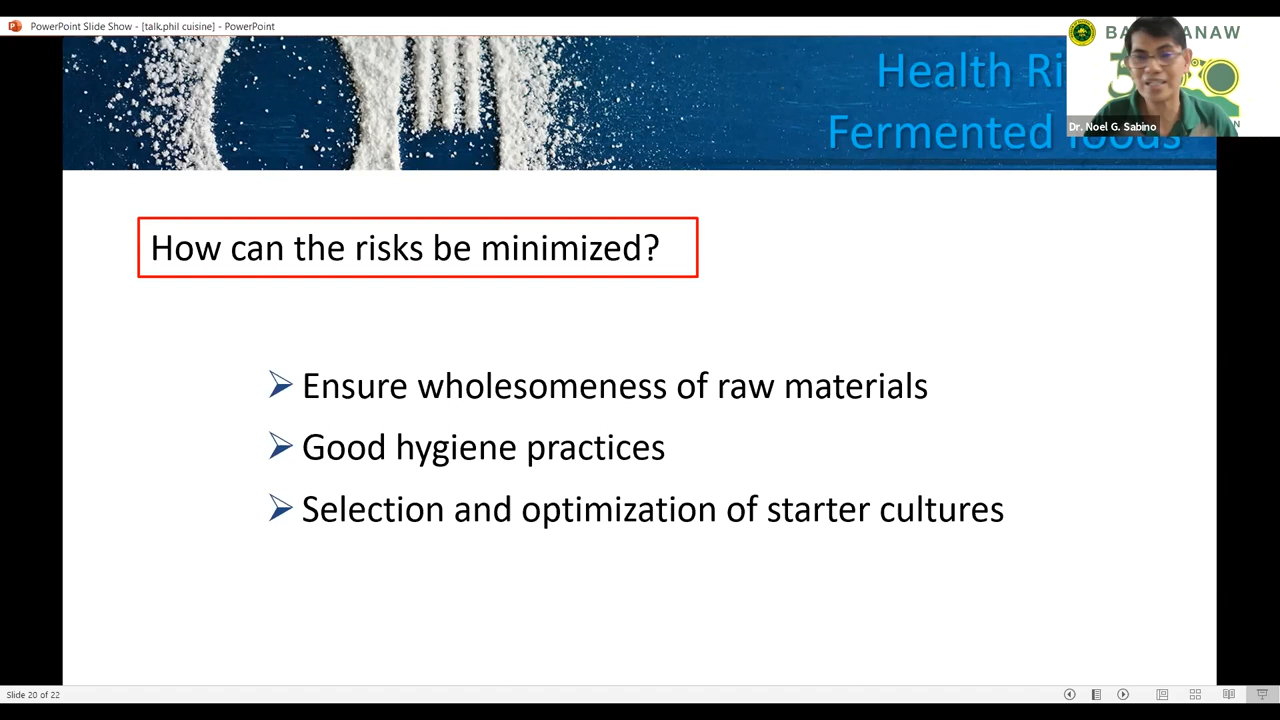 PowerPoint Slide Show - [talk.phil cuisine] - PowerPoint
Health
Fermented foods
Dr. Noel G. Sabino
How can the risks be minimized?
Ensure wholesomeness of raw materials
Good hygiene practices
Selection and optimization of starter cultures
Slide 20 of 22